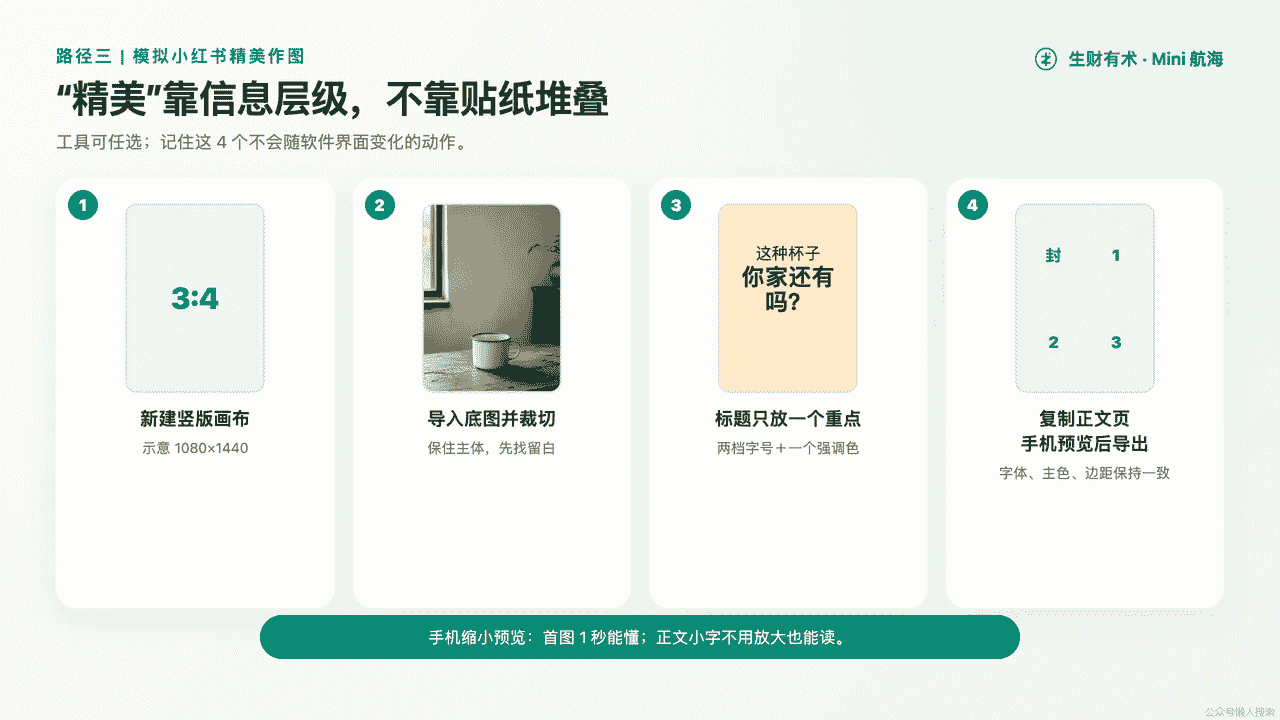 路径三 | 模拟小红书精美作图
生财有术 · Mini 航海
“精美”靠信息层级，不靠贴纸堆叠
工具可任选；记住这 4 个不会随软件界面变化的动作。
1
3:4
新建竖版画布
示意 1080×1440
2
导入底图并裁切
保住主体，先找留白
3
这种杯子
你家还有
吗？
标题只放一个重点
两档字号＋一个强调色
4
封 1
2 3
复制正文页
手机预览后导出
字体、主色、边距保持一致
手机缩小预览：首图 1 秒能懂；正文小字不用放大也能读。
公众号懒人搜索